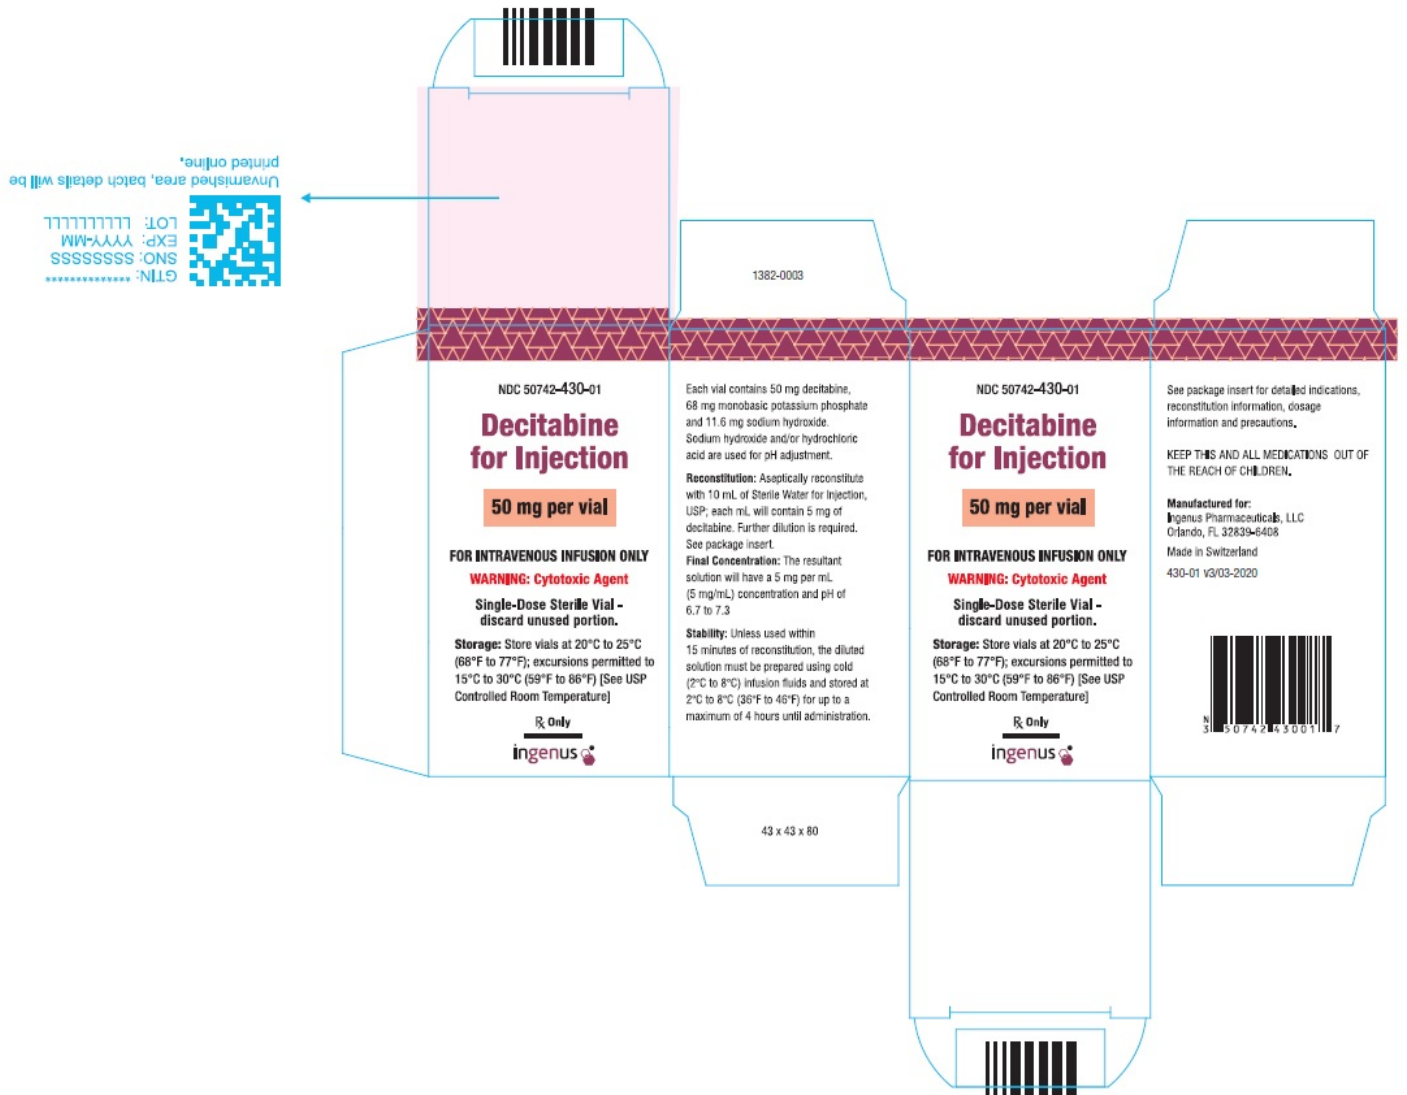 Unvarnished area, batch details will be
printed online.
GTIN: **************
SNO: SSSSSSSSS
EXP: YYYY-MM
LOT: LLLLLLLLLL
1382-0003
NDC 50742-430-01
Decitabine
for Injection
50 mg per vial
FOR INTRAVENOUS INFUSION ONLY
WARNING: Cytotoxic Agent
Single-Dose Sterile Vial -
discard unused portion.
Storage: Store vials at 20°C to 25°C
(68°F to 77°F); excursions permitted to
15°C to 30°C (59°F to 86°F) [See USP
Controlled Room Temperature]
℞ Only
ingenus
Each vial contains 50 mg decitabine,
68 mg monobasic potassium phosphate
and 11.6 mg sodium hydroxide.
Sodium hydroxide and/or hydrochloric
acid are used for pH adjustment.
Reconstitution: Aseptically reconstitute
with 10 mL of Sterile Water for Injection,
USP; each mL will contain 5 mg of
decitabine. Further dilution is required.
See package insert.
Final Concentration: The resultant
solution will have a 5 mg per mL
(5 mg/mL) concentration and pH of
6.7 to 7.3
Stability: Unless used within
15 minutes of reconstitution, the diluted
solution must be prepared using cold
(2°C to 8°C) infusion fluids and stored at
2°C to 8°C (36°F to 46°F) for up to a
maximum of 4 hours until administration.
43 x 43 x 80
NDC 50742-430-01
Decitabine
for Injection
50 mg per vial
FOR INTRAVENOUS INFUSION ONLY
WARNING: Cytotoxic Agent
Single-Dose Sterile Vial -
discard unused portion.
Storage: Store vials at 20°C to 25°C
(68°F to 77°F); excursions permitted to
15°C to 30°C (59°F to 86°F) [See USP
Controlled Room Temperature]
℞ Only
ingenus
See package insert for detailed indications,
reconstitution information, dosage
information and precautions.
KEEP THIS AND ALL MEDICATIONS OUT OF
THE REACH OF CHILDREN.
Manufactured for:
Ingenus Pharmaceuticals, LLC
Orlando, FL 32839-6408
Made in Switzerland
430-01 v3/03-2020
N
3 50742 43001 7